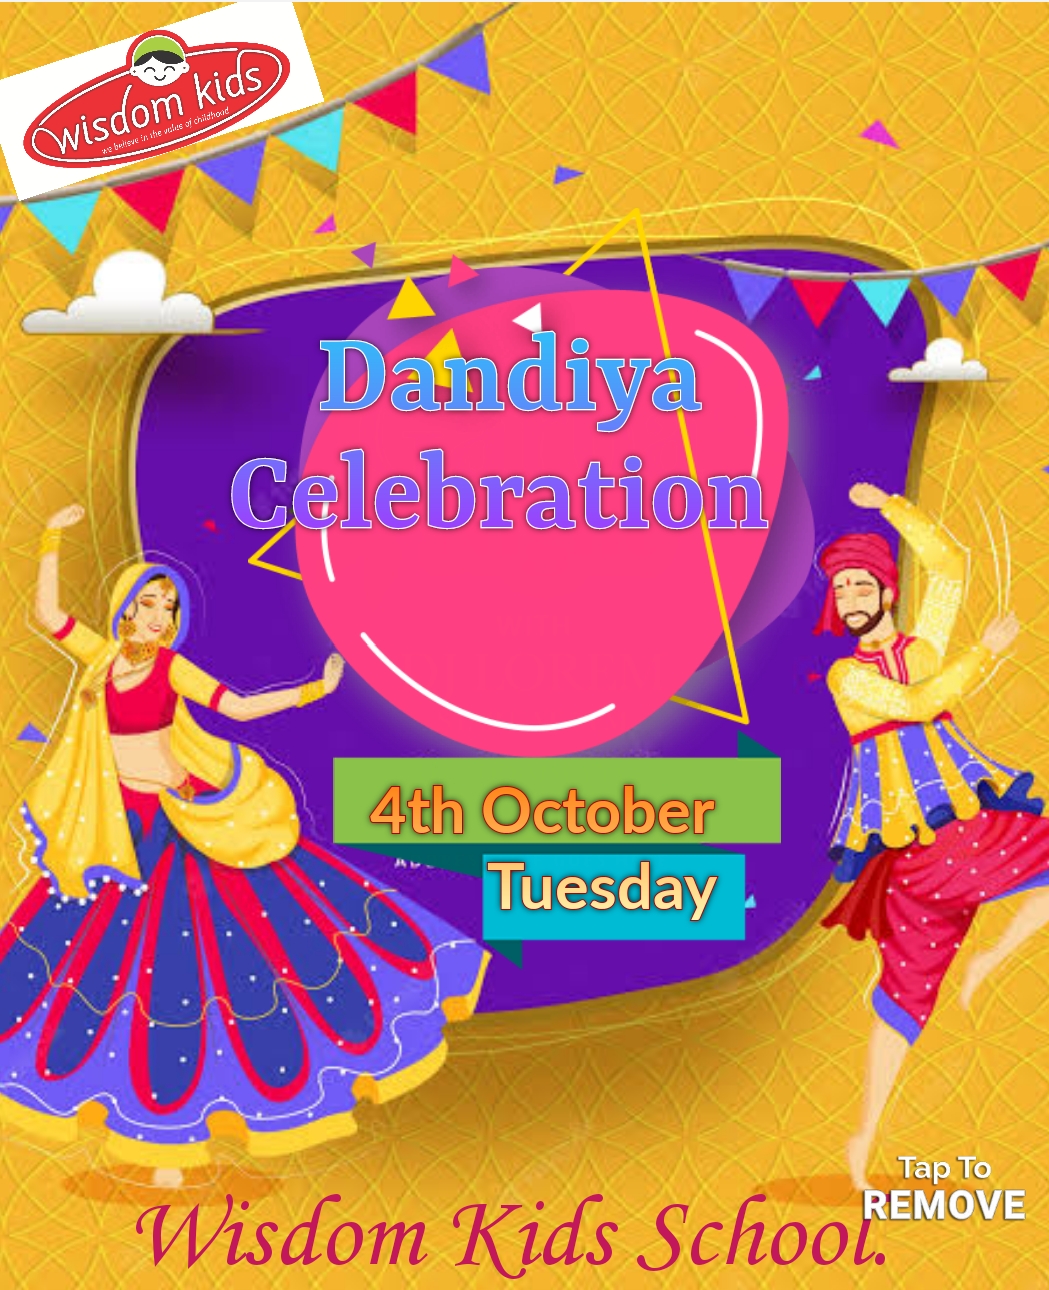 wisdom kids
we believe in the value of childhood
Dandiya
Celebration
4th October
Tuesday
Tap To
REMOVE
Wisdom Kids School.